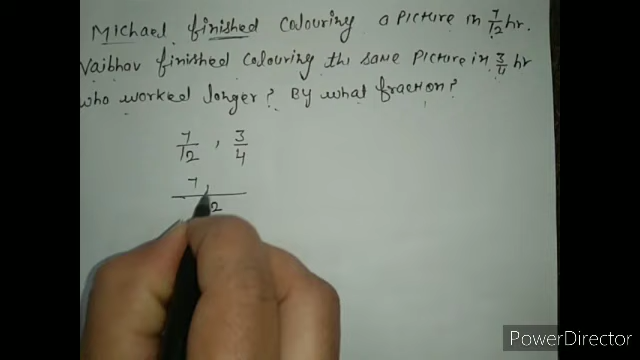 Michael finished colouring a picture in 7/12 hr.
Vaibhav finished colouring the same picture in 3/4 hr
who worked longer? By what fraction?
7/12 , 3/4
7,
2
PowerDirector